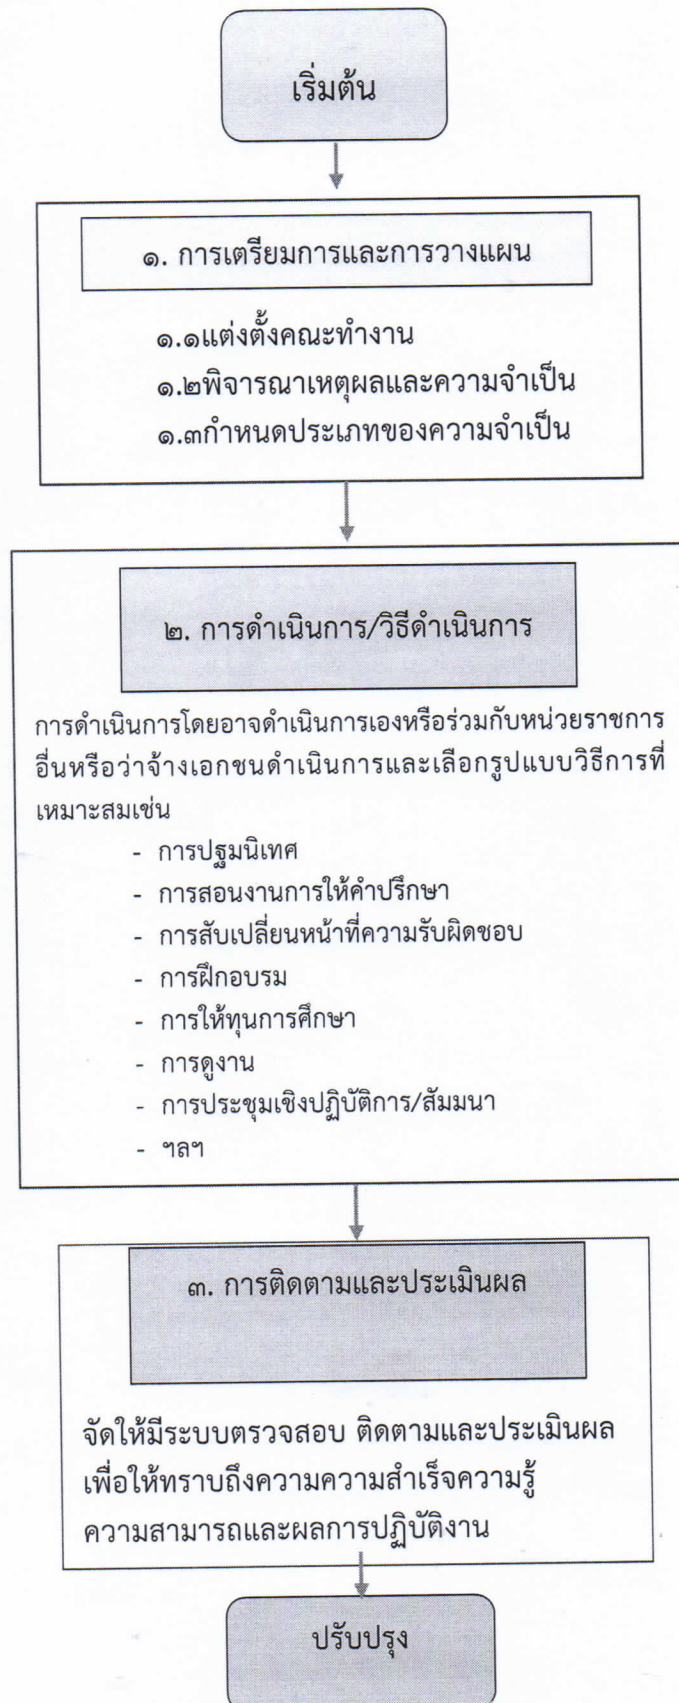 เริ่มต้น
๑. การเตรียมการและการวางแผน
๑.๑แต่งตั้งคณะทำงาน
๑.๒พิจารณาเหตุผลและความจำเป็น
๑.๓กำหนดประเภทของความจำเป็น
๒. การดำเนินการ/วิธีดำเนินการ
การดำเนินการโดยอาจดำเนินการเองหรือร่วมกับหน่วยราชการ
อื่นหรือว่าจ้างเอกชนดำเนินการและเลือกรูปแบบวิธีการที่
เหมาะสมเช่น
- การปฐมนิเทศ
- การสอนงานการให้คำปรึกษา
- การสับเปลี่ยนหน้าที่ความรับผิดชอบ
- การฝึกอบรม
- การให้ทุนการศึกษา
- การดูงาน
- การประชุมเชิงปฏิบัติการ/สัมมนา
- ฯลฯ
๓. การติดตามและประเมินผล
จัดให้มีระบบตรวจสอบ ติดตามและประเมินผล
เพื่อให้ทราบถึงความความสำเร็จความรู้
ความสามารถและผลการปฏิบัติงาน
ปรับปรุง